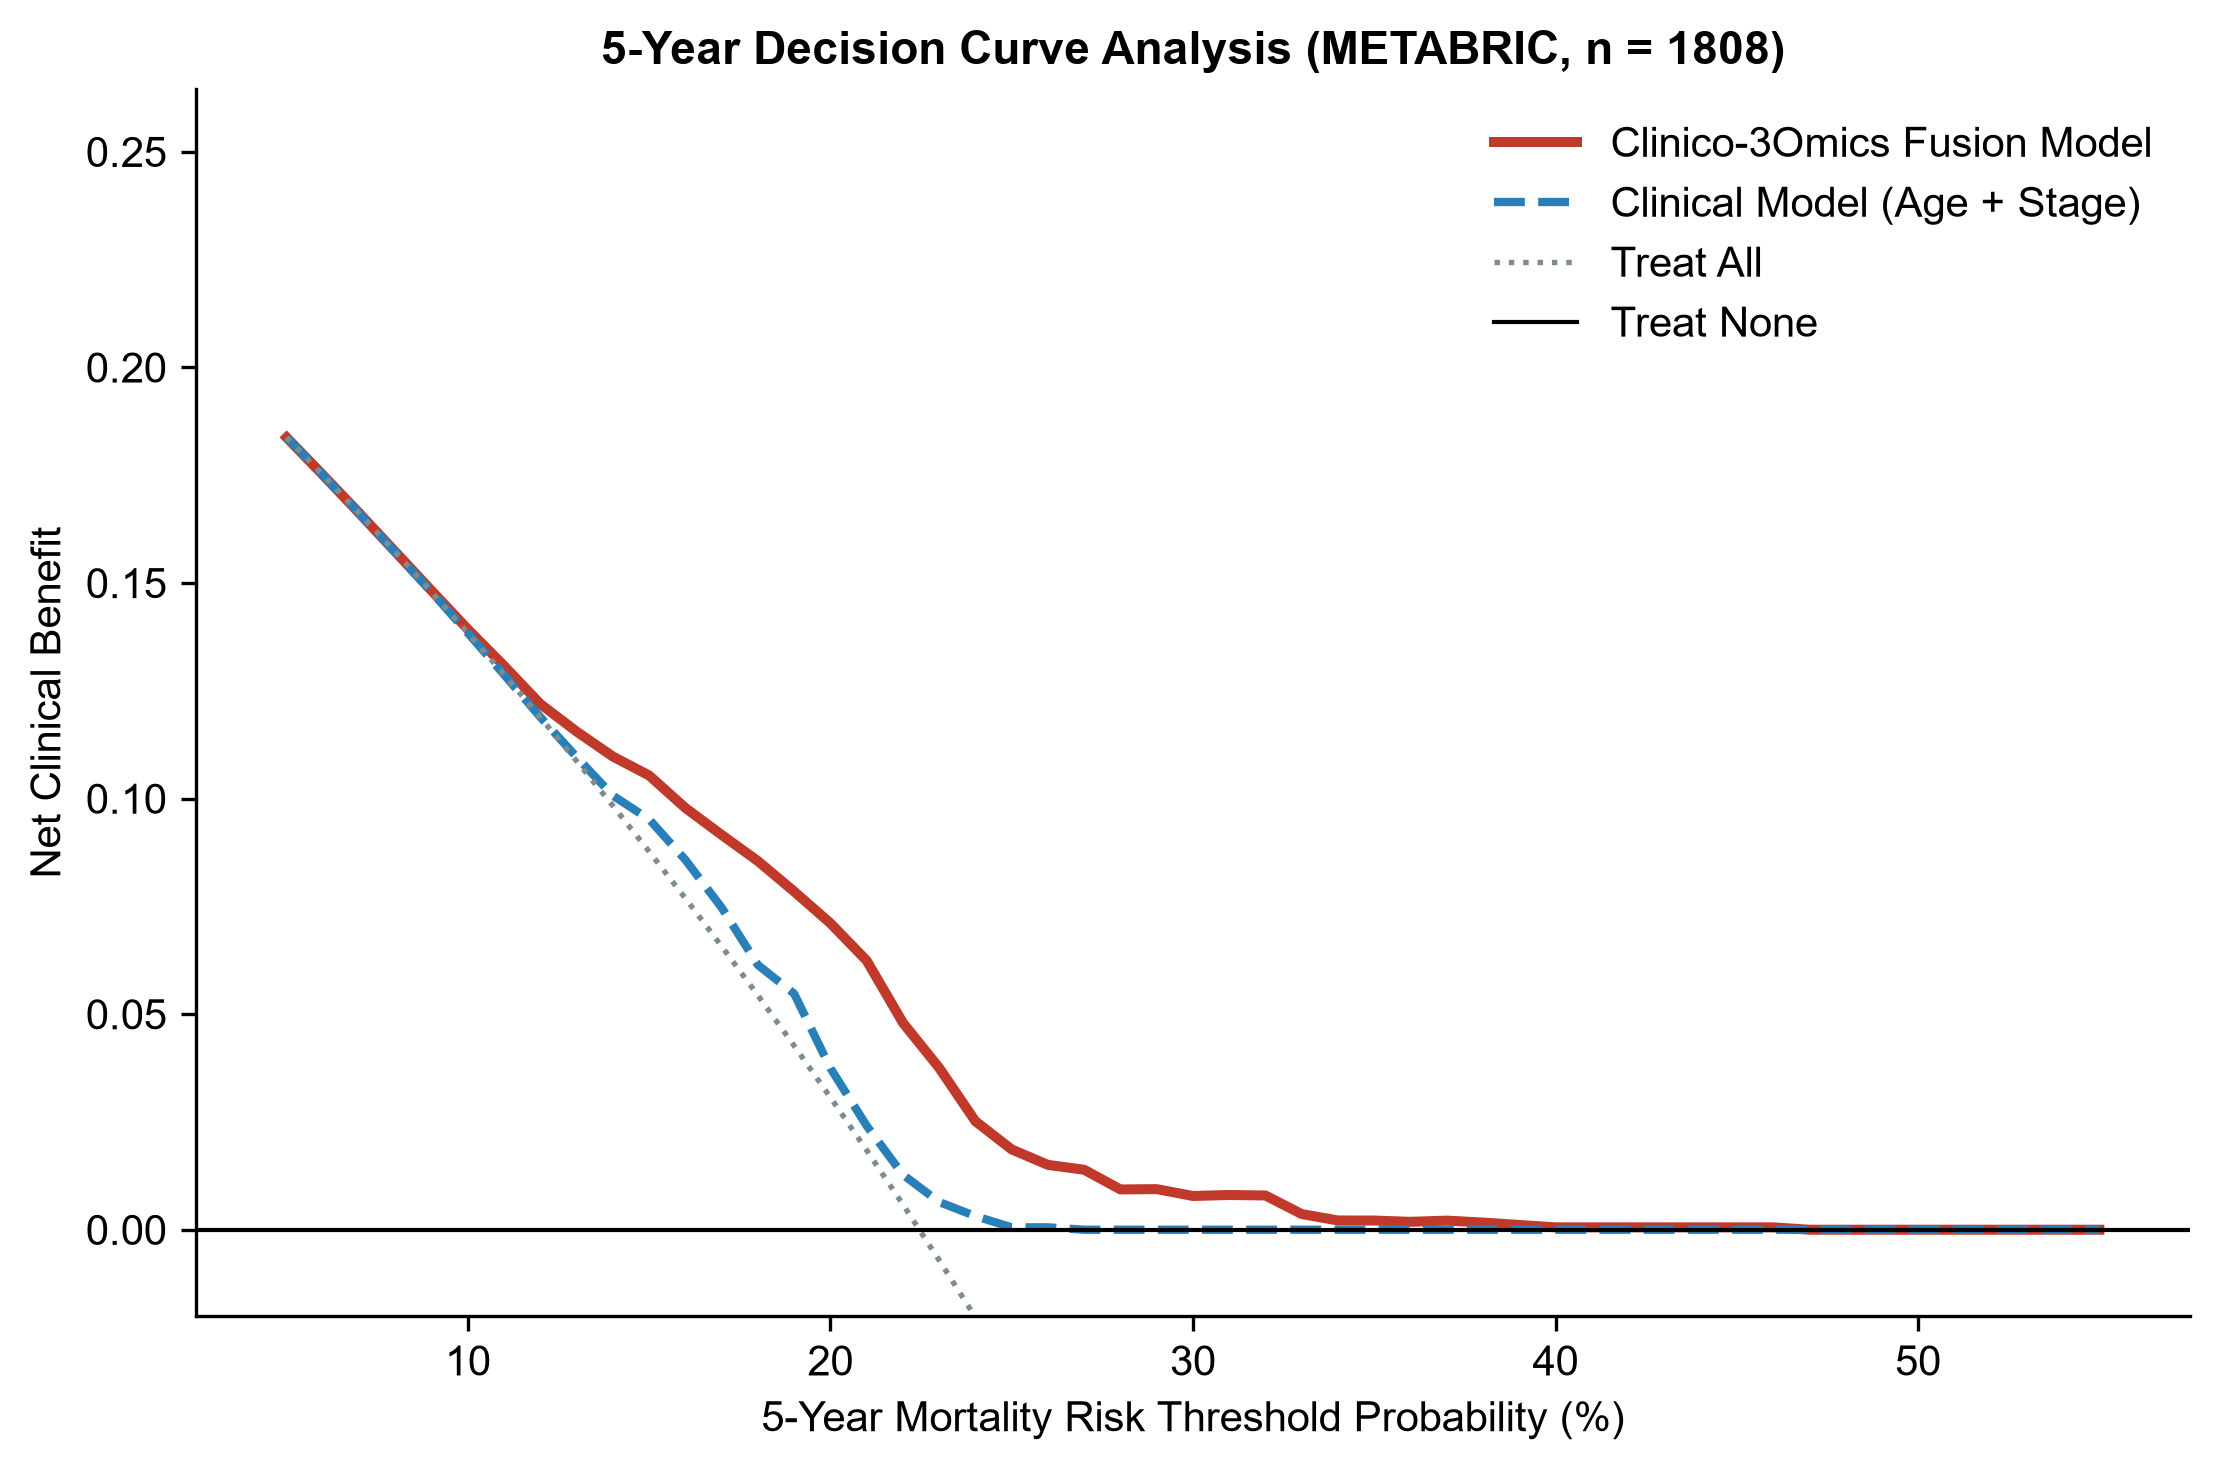 5-Year Decision Curve Analysis (METABRIC, n = 1808)
Clinico-3Omics Fusion Model
Clinical Model (Age + Stage)
Treat All
Treat None
Net Clinical Benefit
0.25
0.20
0.15
0.10
0.05
0.00
10
20
30
40
50
5-Year Mortality Risk Threshold Probability (%)